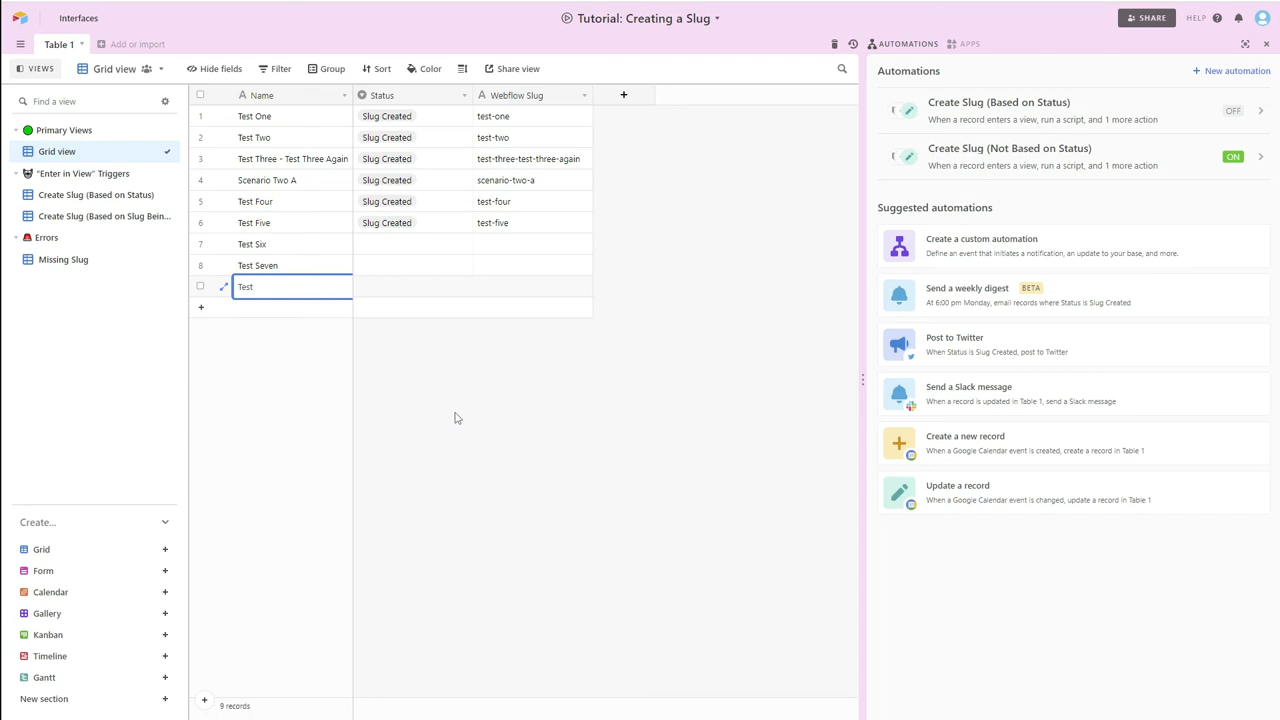 Interfaces
Tutorial: Creating a Slug
SHARE
HELP
Table 1
Add or import
AUTOMATIONS
APPS
VIEWS
Grid view
Hide fields
Filter
Group
Sort
Color
Share view
Automations
New automation
Find a view
Name
Status
Webflow Slug
Create Slug (Based on Status)
When a record enters a view, run a script, and 1 more action
OFF
Create Slug (Not Based on Status)
When a record enters a view, run a script, and 1 more action
ON
Primary Views
Grid view
"Enter in View" Triggers
Create Slug (Based on Status)
Create Slug (Based on Slug Bein...
Errors
Missing Slug
1 Test One Slug Created test-one
2 Test Two Slug Created test-two
3 Test Three - Test Three Again Slug Created test-three-test-three-again
4 Scenario Two A Slug Created scenario-two-a
5 Test Four Slug Created test-four
6 Test Five Slug Created test-five
7 Test Six
8 Test Seven
Test
Suggested automations
Create a custom automation
Define an event that initiates a notification, an update to your base, and more.
Send a weekly digest BETA
At 6:00 pm Monday, email records where Status is Slug Created
Post to Twitter
When Status is Slug Created, post to Twitter
Send a Slack message
When a record is updated in Table 1, send a Slack message
Create a new record
When a Google Calendar event is created, create a record in Table 1
Update a record
When a Google Calendar event is changed, update a record in Table 1
Create...
Grid
Form
Calendar
Gallery
Kanban
Timeline
Gantt
New section
9 records